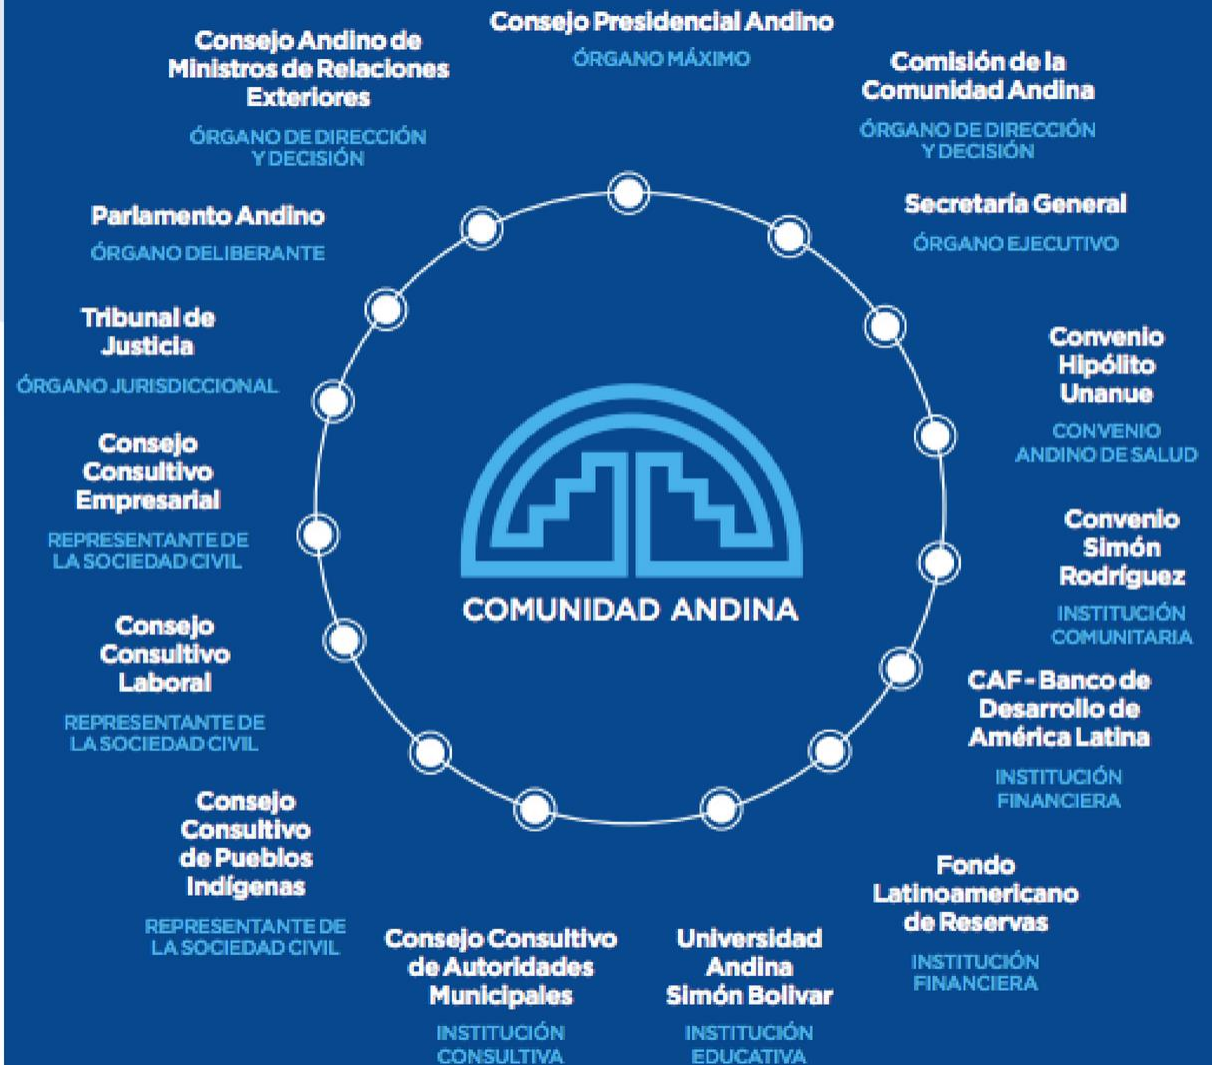 Consejo Presidencial Andino
ÓRGANO MÁXIMO
Comisión de la
Comunidad Andina
ÓRGANO DE DIRECCIÓN
Y DECISIÓN
Secretaría General
ÓRGANO EJECUTIVO
Convenio
Hipólito
Unanue
CONVENIO
ANDINO DE SALUD
Convenio
Simón
Rodríguez
INSTITUCIÓN
COMUNITARIA
CAF - Banco de
Desarrollo de
América Latina
INSTITUCIÓN
FINANCIERA
Fondo
Latinoamericano
de Reservas
INSTITUCIÓN
FINANCIERA
Universidad
Andina
Simón Bolivar
INSTITUCIÓN
EDUCATIVA
Consejo Consultivo
de Autoridades
Municipales
INSTITUCIÓN
CONSULTIVA
Consejo
Consultivo
de Pueblos
Indígenas
REPRESENTANTE DE
LA SOCIEDAD CIVIL
Consejo
Consultivo
Laboral
REPRESENTANTE DE
LA SOCIEDAD CIVIL
Consejo
Consultivo
Empresarial
REPRESENTANTE DE
LA SOCIEDAD CIVIL
Tribunal de
Justicia
ÓRGANO JURISDICCIONAL
Parlamento Andino
ÓRGANO DELIBERANTE
Consejo Andino de
Ministros de Relaciones
Exteriores
ÓRGANO DE DIRECCIÓN
Y DECISIÓN
COMUNIDAD ANDINA